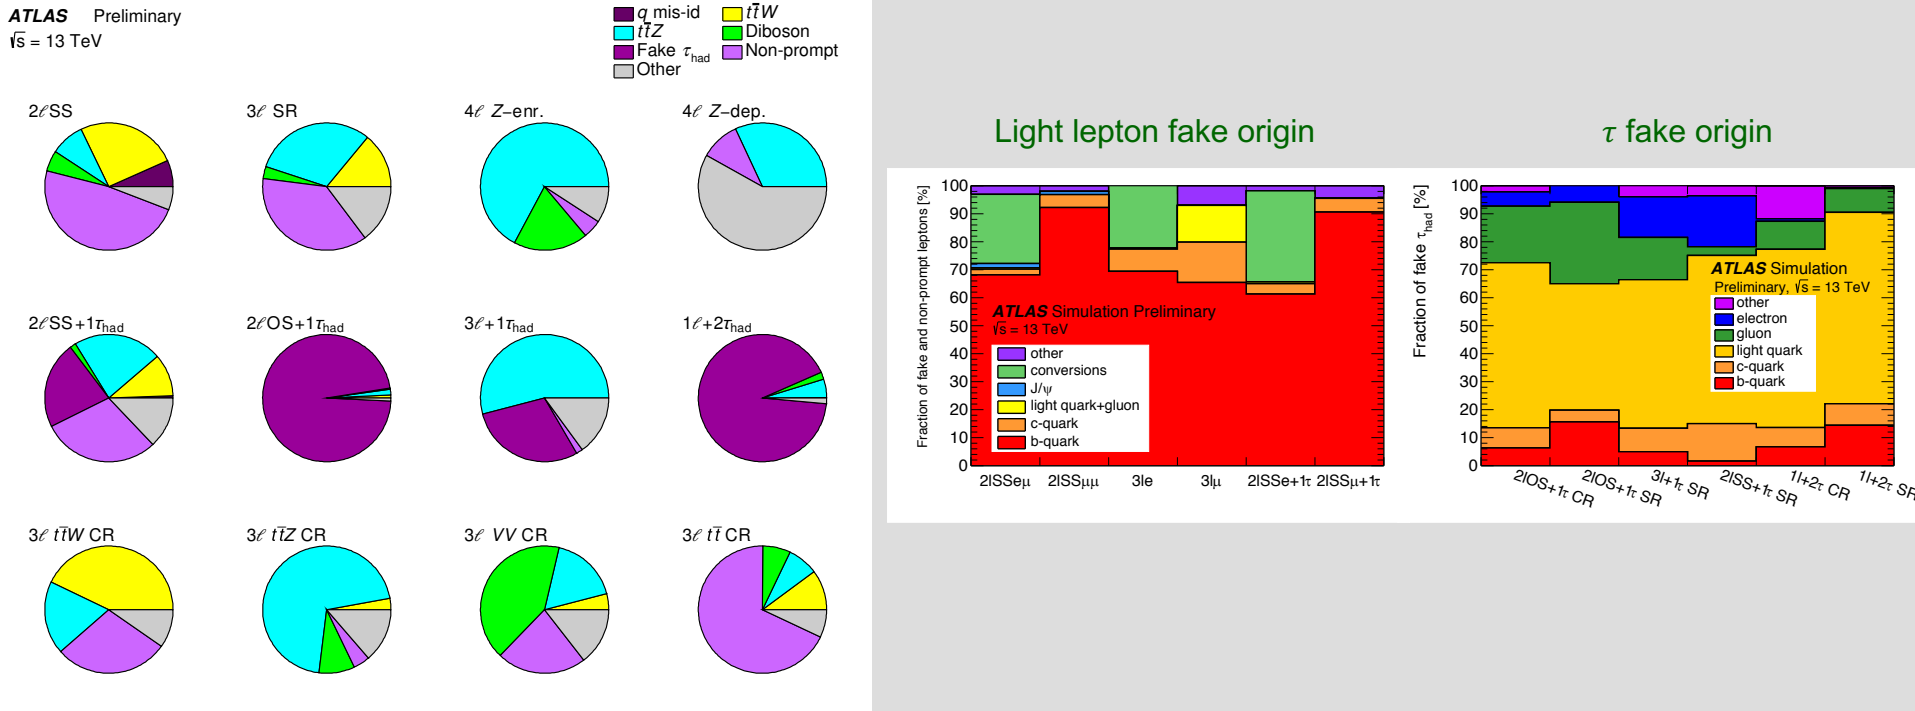 ATLAS Preliminary
√s = 13 TeV
q mis-id
tt̄W
tt̄Z
Diboson
Fake τhad
Non-prompt
Other
2ℓSS
3ℓ SR
4ℓ Z−enr.
4ℓ Z−dep.
2ℓSS+1τhad
2ℓOS+1τhad
3ℓ+1τhad
1ℓ+2τhad
3ℓ tt̄W CR
3ℓ tt̄Z CR
3ℓ VV CR
3ℓ tt̄ CR
Light lepton fake origin
Fraction of fake and non-prompt leptons [%]
100
90
80
70
60
50
40
30
20
10
0
ATLAS Simulation Preliminary
√s = 13 TeV
other
conversions
J/ψ
light quark+gluon
c-quark
b-quark
2lSSeμ
2lSSμμ
3le
3lμ
2lSSe+1τ
2lSSμ+1τ
τ fake origin
Fraction of fake τhad [%]
100
90
80
70
60
50
40
30
20
10
0
ATLAS Simulation
Preliminary, √s = 13 TeV
other
electron
gluon
light quark
c-quark
b-quark
2lOS+1τ CR
2lOS+1τ SR
3l+1τ SR
2lSS+1τ SR
1l+2τ CR
1l+2τ SR